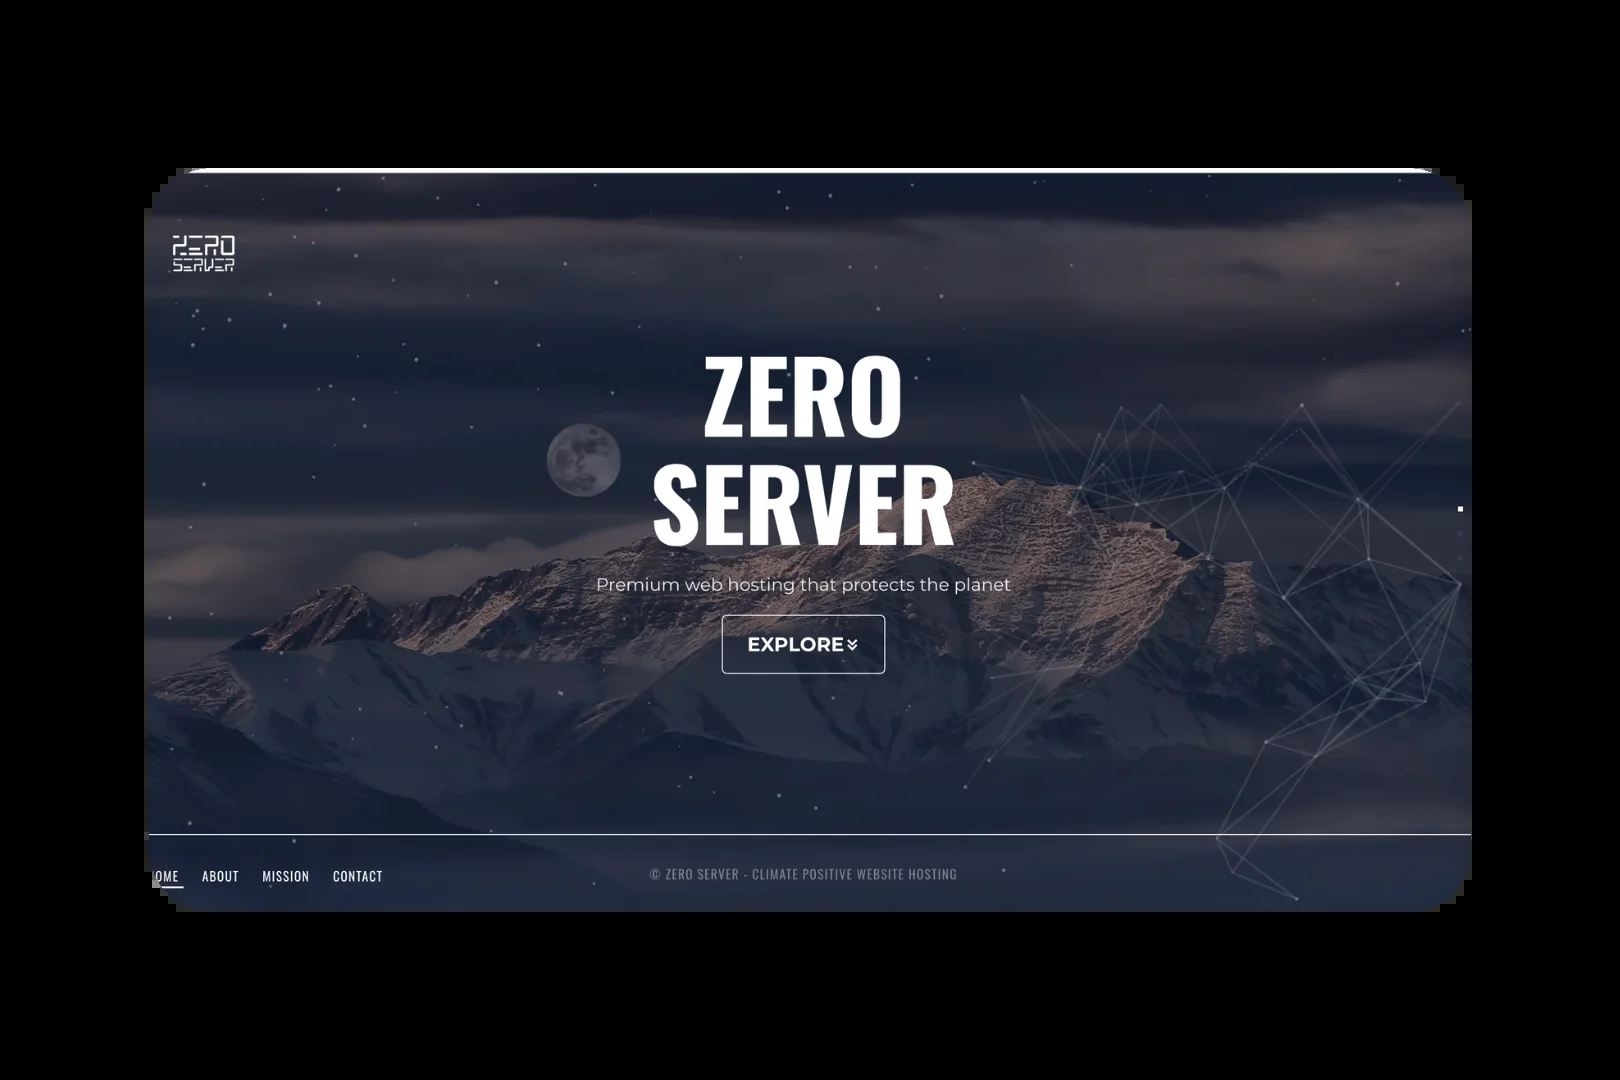 ZERO
SERVER
ZERO
SERVER
Premium web hosting that protects the planet
EXPLORE
OME
ABOUT
MISSION
CONTACT
© ZERO SERVER - CLIMATE POSITIVE WEBSITE HOSTING